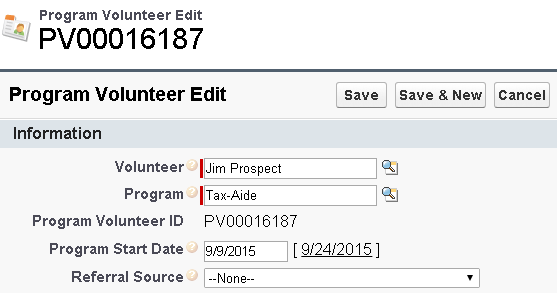 Program Volunteer Edit
PV00016187
Program Volunteer Edit Save Save & New Cancel
Information
Volunteer ? Jim Prospect
Program ? Tax-Aide
Program Volunteer ID PV00016187
Program Start Date ? 9/9/2015 [ 9/24/2015 ]
Referral Source ? --None--